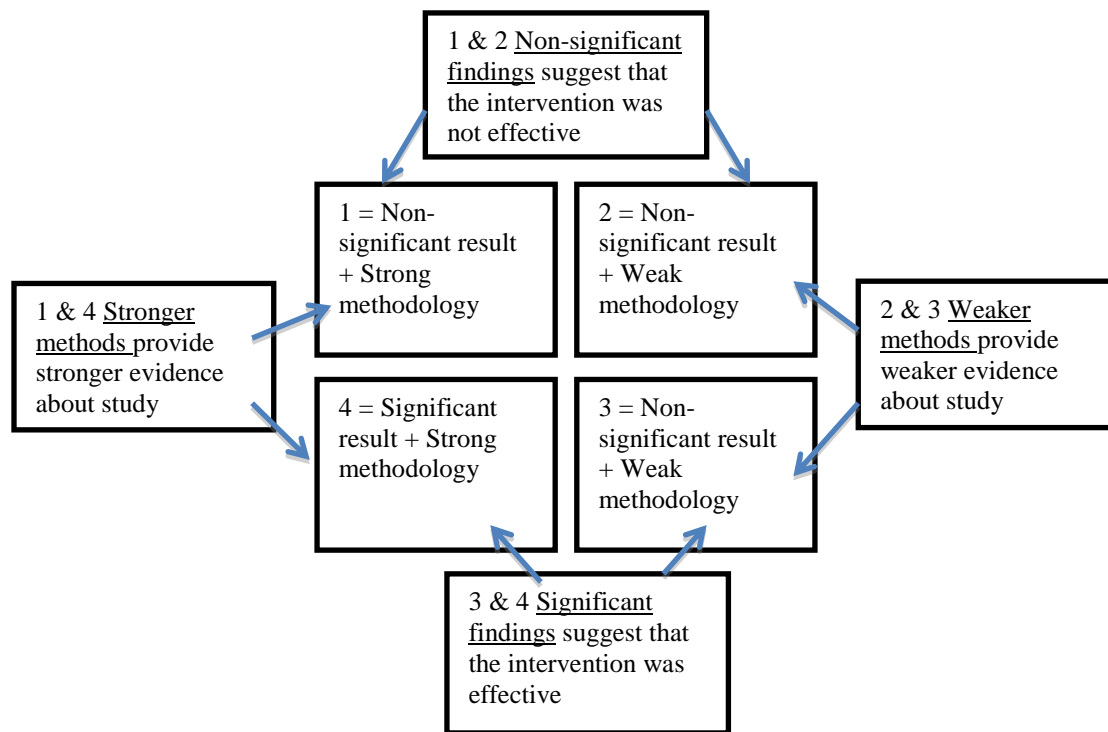 1 & 2 Non-significant
findings suggest that
the intervention was
not effective
1 = Non-
significant result
+ Strong
methodology
2 = Non-
significant result
+ Weak
methodology
1 & 4 Stronger
methods provide
stronger evidence
about study
2 & 3 Weaker
methods provide
weaker evidence
about study
4 = Significant
result + Strong
methodology
3 = Non-
significant result
+ Weak
methodology
3 & 4 Significant
findings suggest that
the intervention was
effective